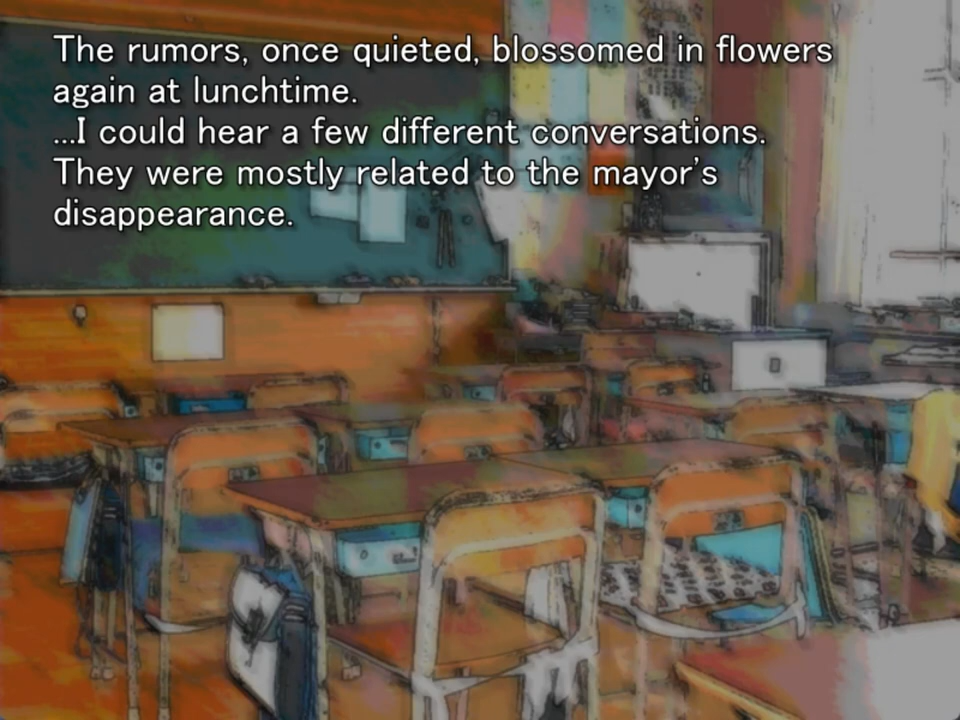 The rumors, once quieted, blossomed in flowers
again at lunchtime.
...I could hear a few different conversations.
They were mostly related to the mayor's
disappearance.